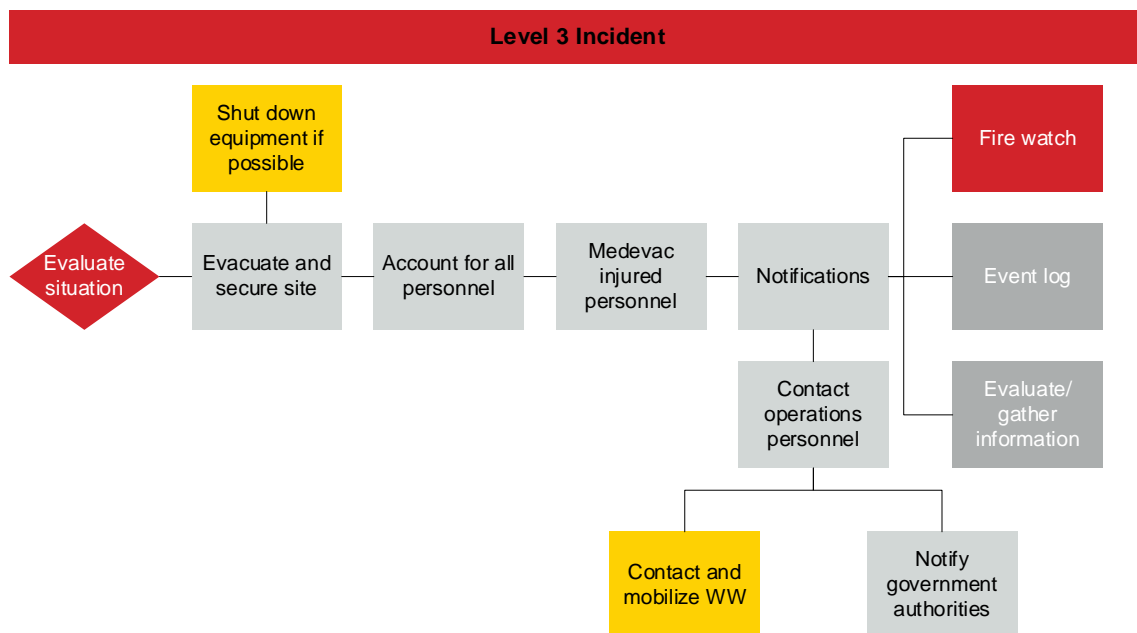 Level 3 Incident
Shut down
equipment if
possible
Fire watch
Evaluate
situation
Evacuate and
secure site
Account for all
personnel
Medevac
injured
personnel
Notifications
Event log
Contact
operations
personnel
Evaluate/
gather
information
Contact and
mobilize WW
Notify
government
authorities